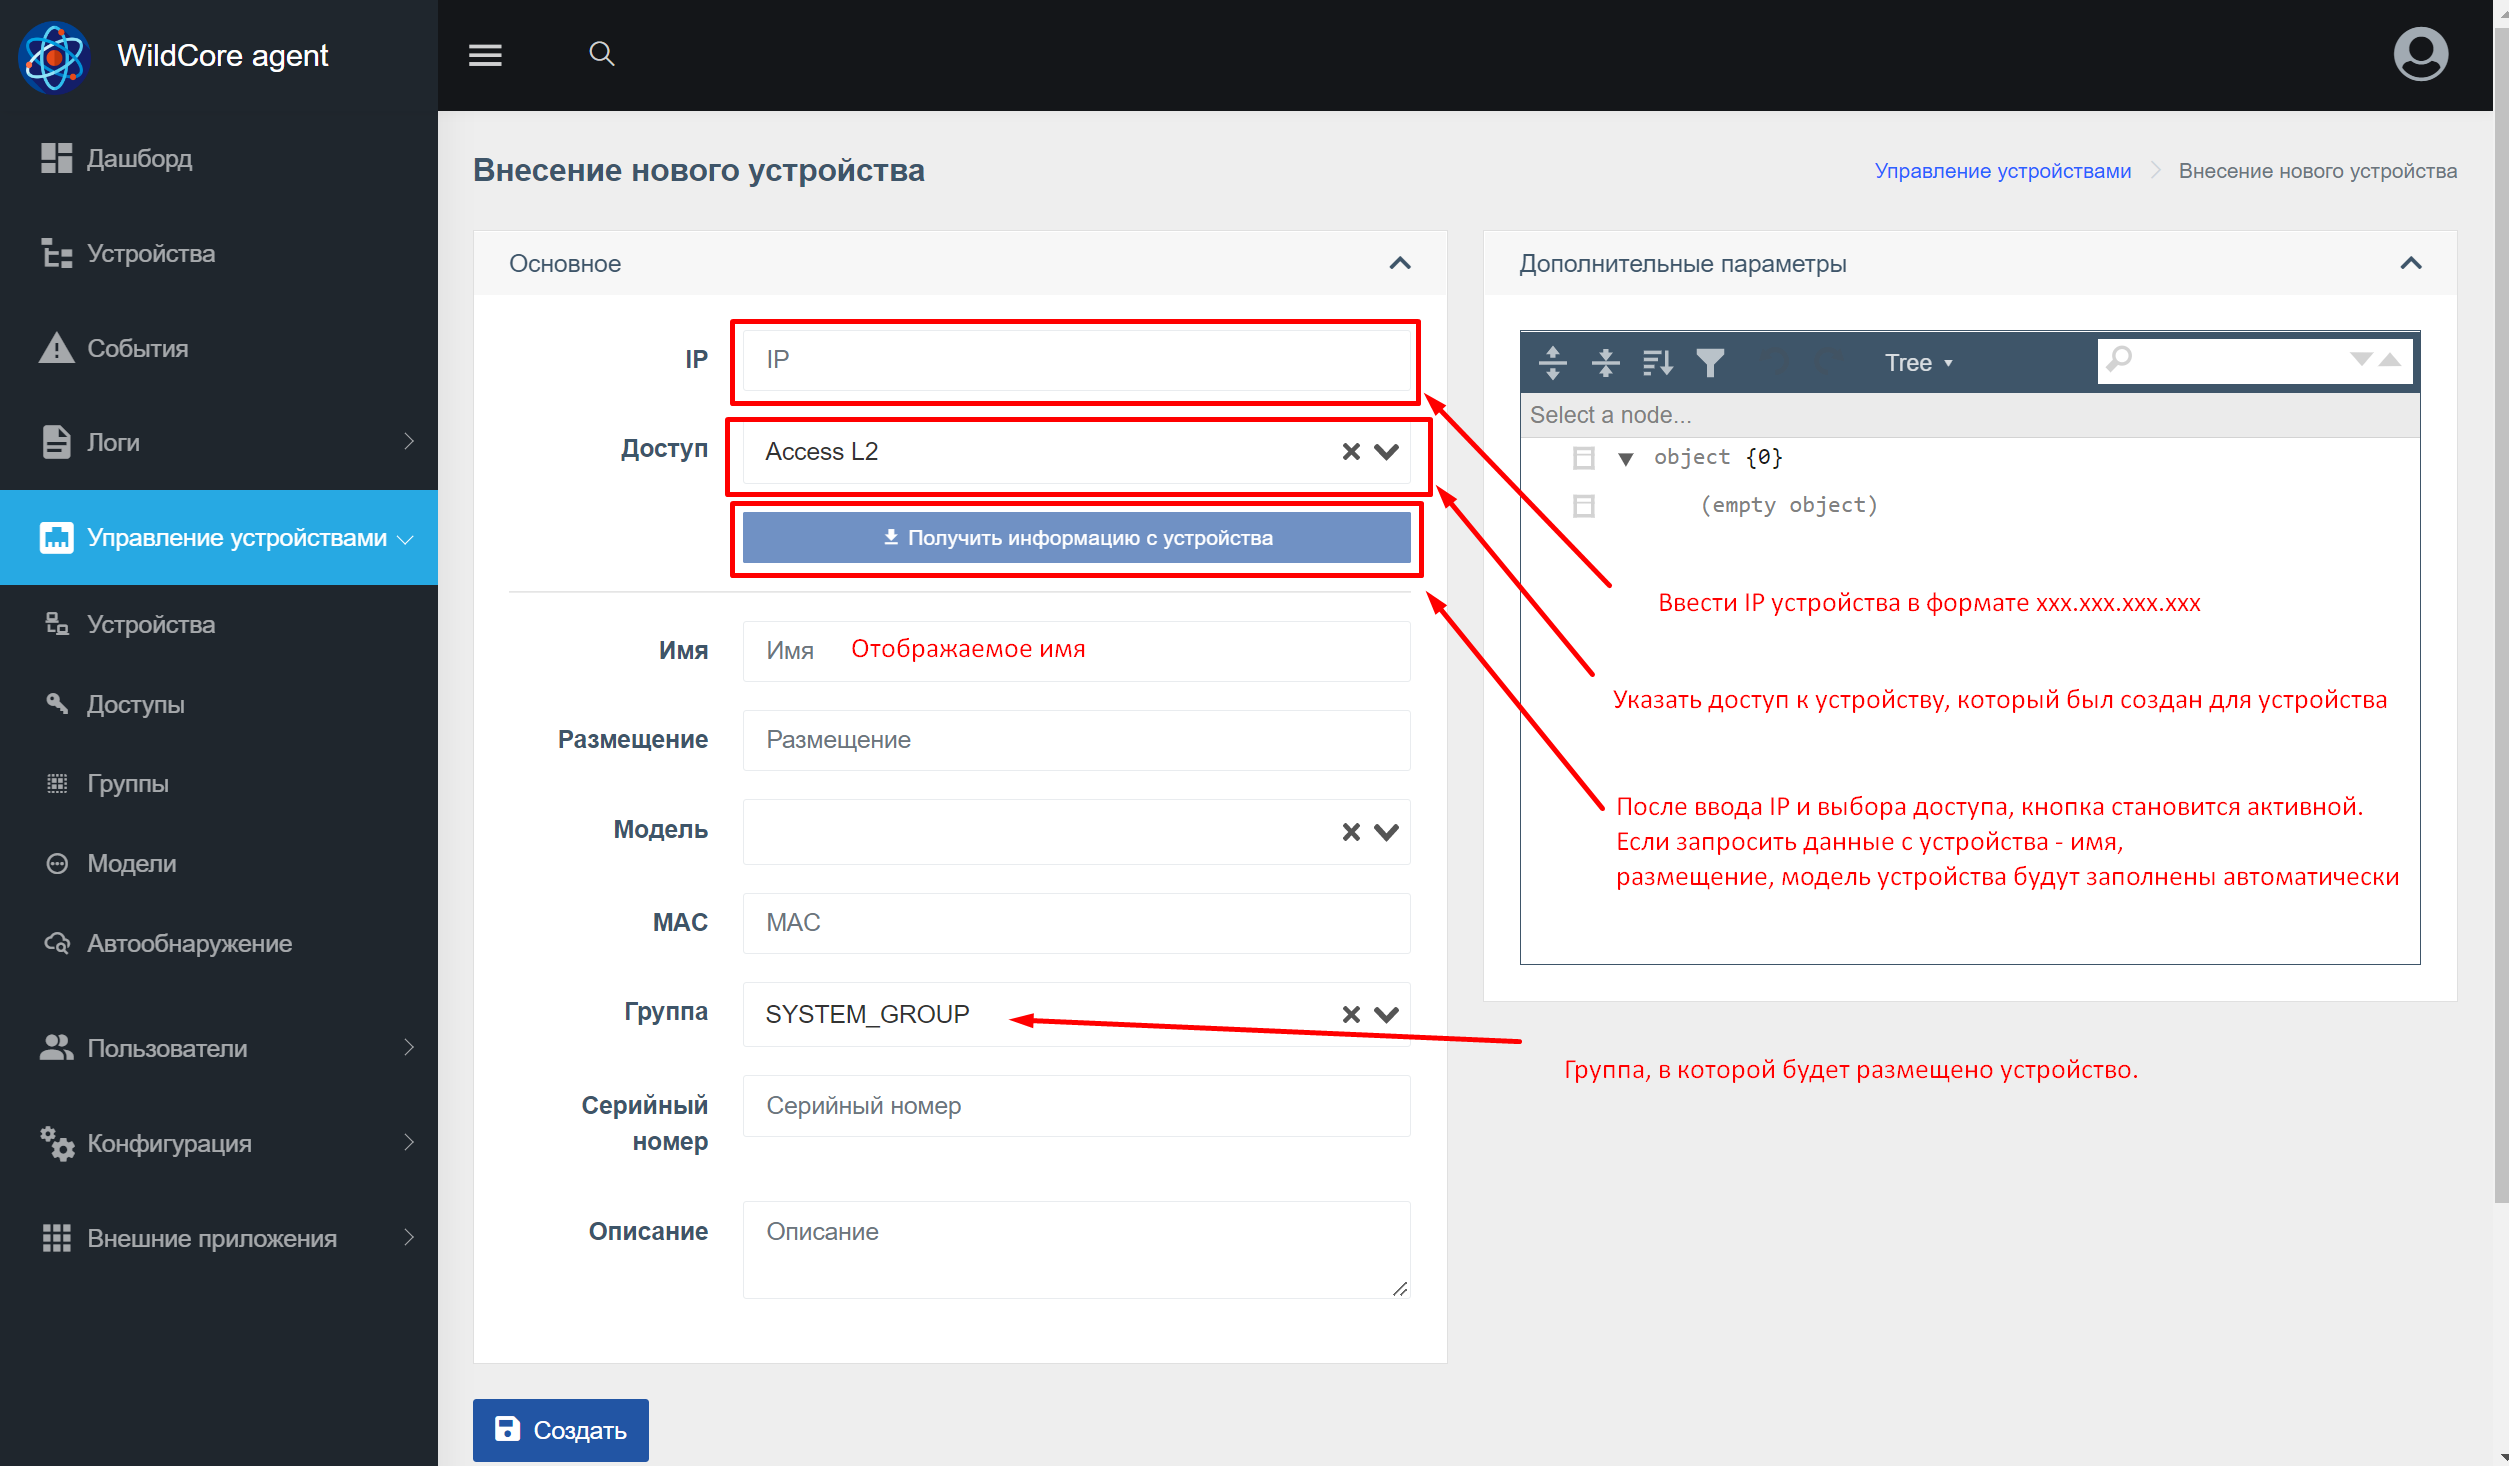 WildCore agent
Дашборд
Устройства
События
Логи
Управление устройствами
Устройства
Доступы
Группы
Модели
Автообнаружение
Пользователи
Конфигурация
Внешние приложения
Внесение нового устройства
Управление устройствами
Внесение нового устройства
Основное
IP
IP
Доступ
Access L2
Получить информацию с устройства
Имя
Имя
Отображаемое имя
Размещение
Размещение
Модель
MAC
MAC
Группа
SYSTEM_GROUP
Серийный
номер
Серийный номер
Описание
Описание
Создать
Дополнительные параметры
Tree
Select a node...
object {0}
(empty object)
Ввести IP устройства в формате xxx.xxx.xxx.xxx
Указать доступ к устройству, который был создан для устройства
После ввода IP и выбора доступа, кнопка становится активной.
Если запросить данные с устройства - имя,
размещение, модель устройства будут заполнены автоматически
Группа, в которой будет размещено устройство.